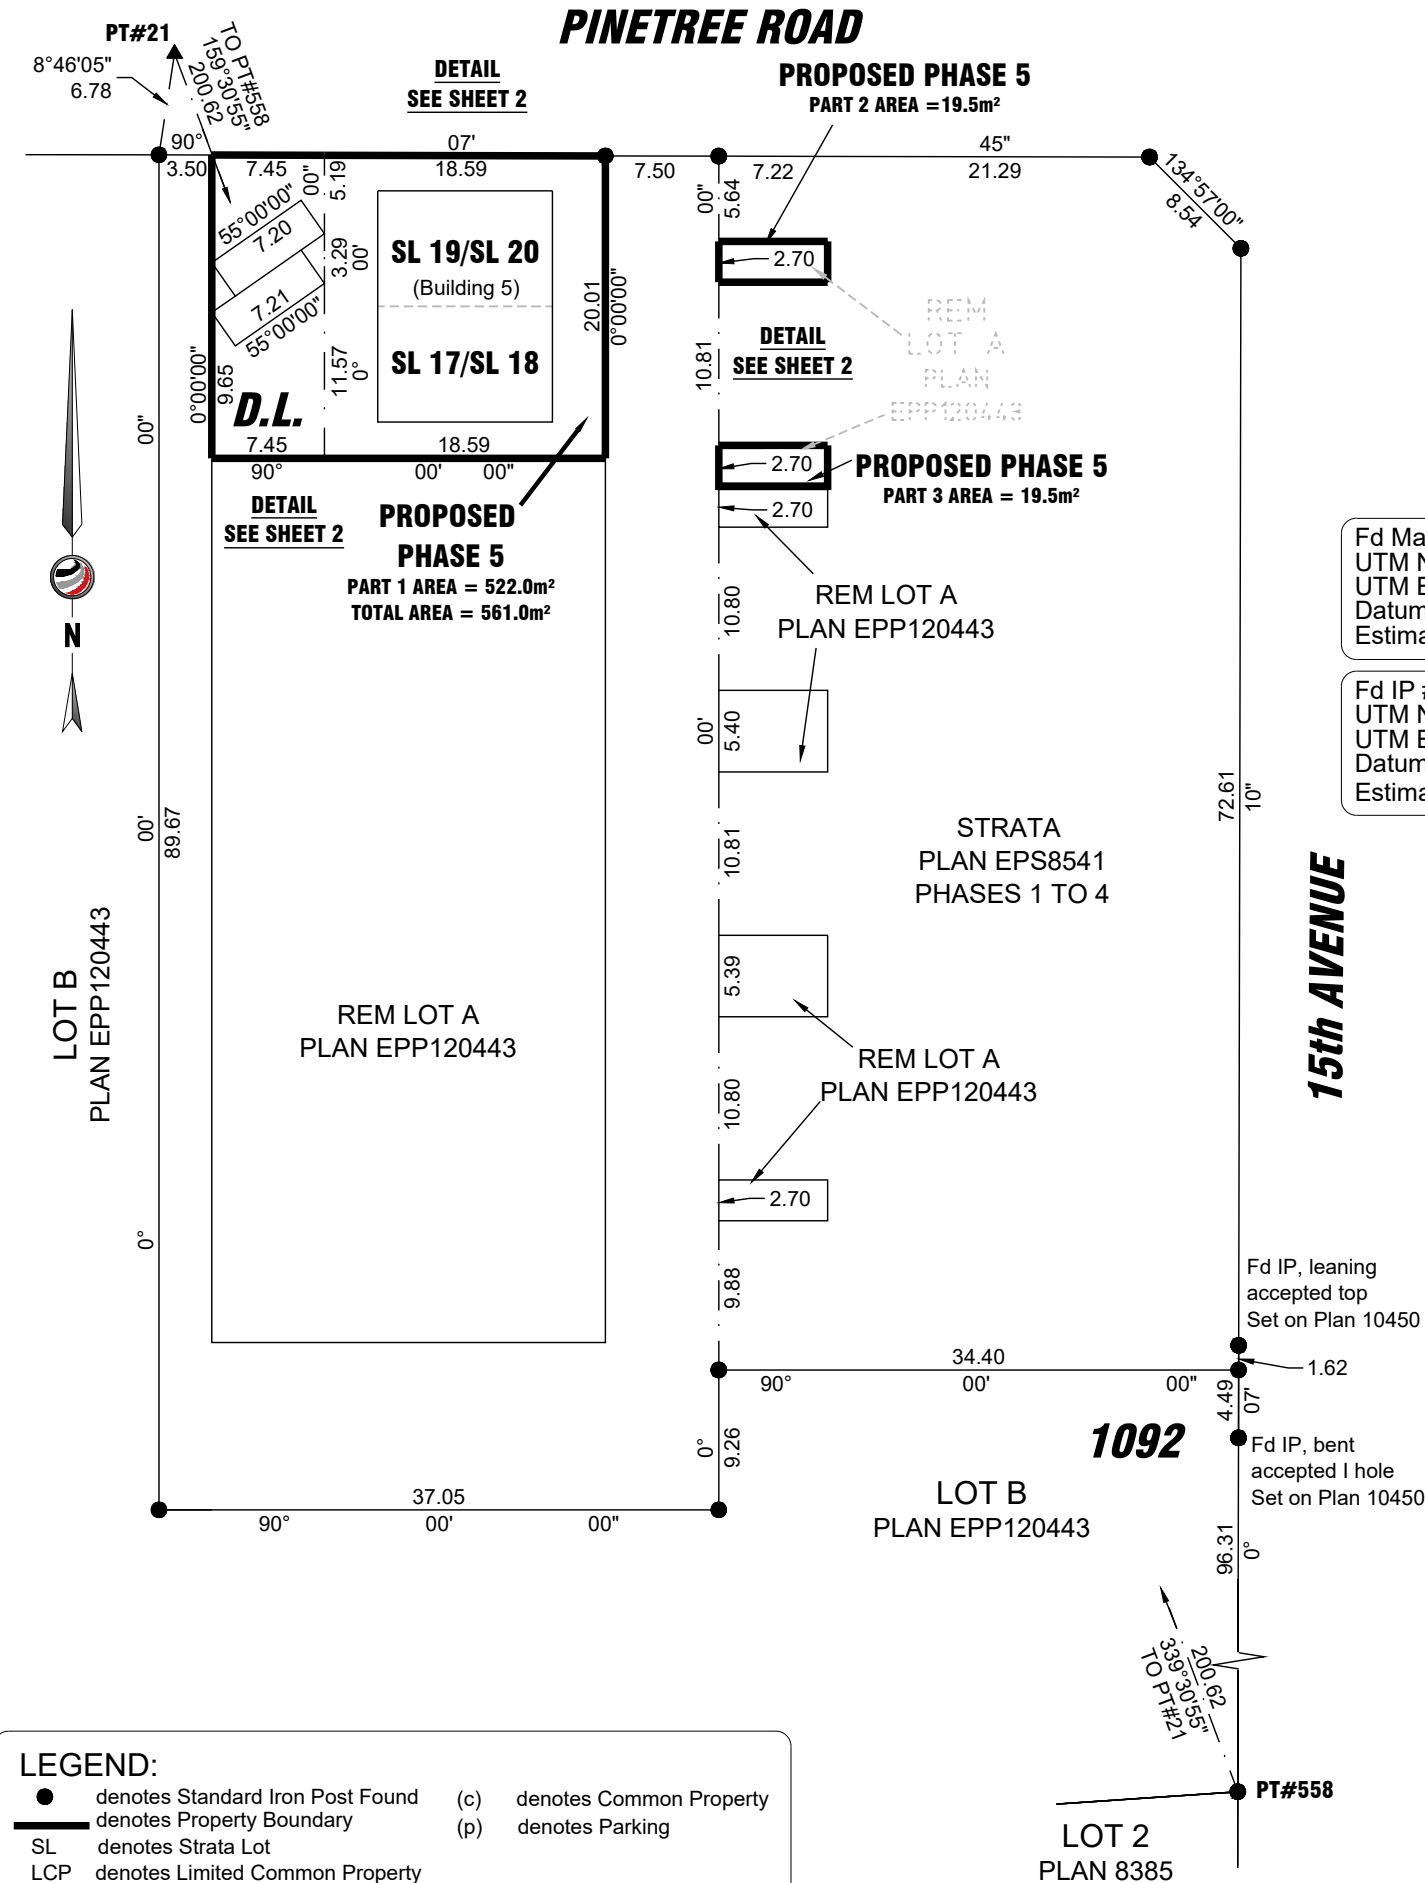 PINETREE ROAD
PT#21
8°46'05"
6.78
TO PT#558
159°30'55"
200.62
DETAIL
SEE SHEET 2
PROPOSED PHASE 5
PART 2 AREA =19.5m²
90°
07'
45"
3.50
7.45
18.59
7.50
7.22
21.29
134°57'00"
8.54
00"
5.19
00"
5.64
55°00'00"
7.20
3.29
00'
SL 19/SL 20
(Building 5)
SL 17/SL 18
20.01
0°00'00"
2.70
7.21
55°00'00"
REM
LOT A
PLAN
EPP120443
DETAIL
SEE SHEET 2
10.81
0°00'00"
9.65
11.57
0°
D.L.
7.45
18.59
90°
00'
00"
00"
2.70
PROPOSED PHASE 5
PART 3 AREA = 19.5m²
2.70
DETAIL
SEE SHEET 2
PROPOSED
PHASE 5
PART 1 AREA = 522.0m²
TOTAL AREA = 561.0m²
N
REM LOT A
PLAN EPP120443
10.80
Fd Ma
UTM N
UTM E
Datum
Estima
Fd IP #
UTM N
UTM E
Datum
Estima
00'
5.40
72.61
10"
00'
89.67
10.81
STRATA
PLAN EPS8541
PHASES 1 TO 4
15th AVENUE
LOT B
PLAN EPP120443
5.39
REM LOT A
PLAN EPP120443
REM LOT A
PLAN EPP120443
10.80
2.70
0°
9.88
Fd IP, leaning
accepted top
Set on Plan 10450
34.40
90°
00'
00"
1.62
4.49
07'
0°
9.26
1092
Fd IP, bent
accepted I hole
Set on Plan 10450
37.05
90°
00'
00"
LOT B
PLAN EPP120443
96.31
0°
200.62
339°30'55"
TO PT#21
PT#558
LOT 2
PLAN 8385
LEGEND:
denotes Standard Iron Post Found
(c) denotes Common Property
denotes Property Boundary
(p) denotes Parking
SL denotes Strata Lot
LCP denotes Limited Common Property